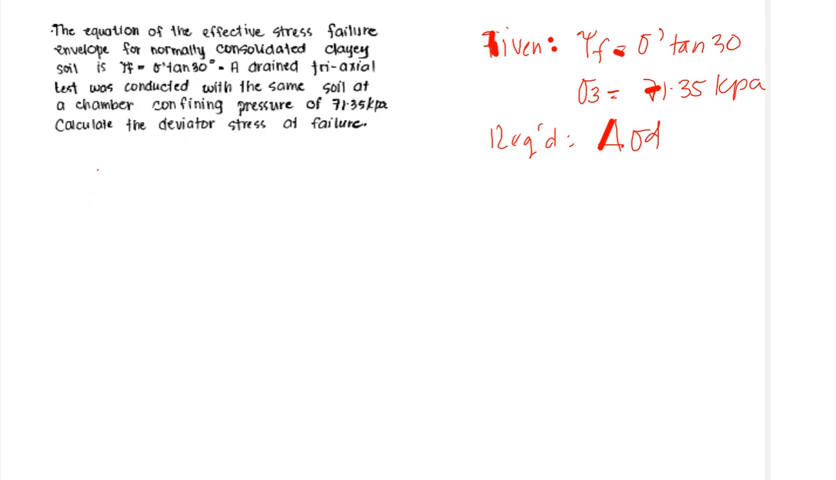 ·The equation of the effective stress failure
envelope for normally consolidated clayey
soil is τf = σ'tan30° - A drained tri-axial
test was conducted with the same soil at
a chamber confining pressure of 71.35kpa
Calculate the deviator stress at failure.
Given: τf = σ' tan 30
σ3 = 71.35 kpa
Req'd: Δσd